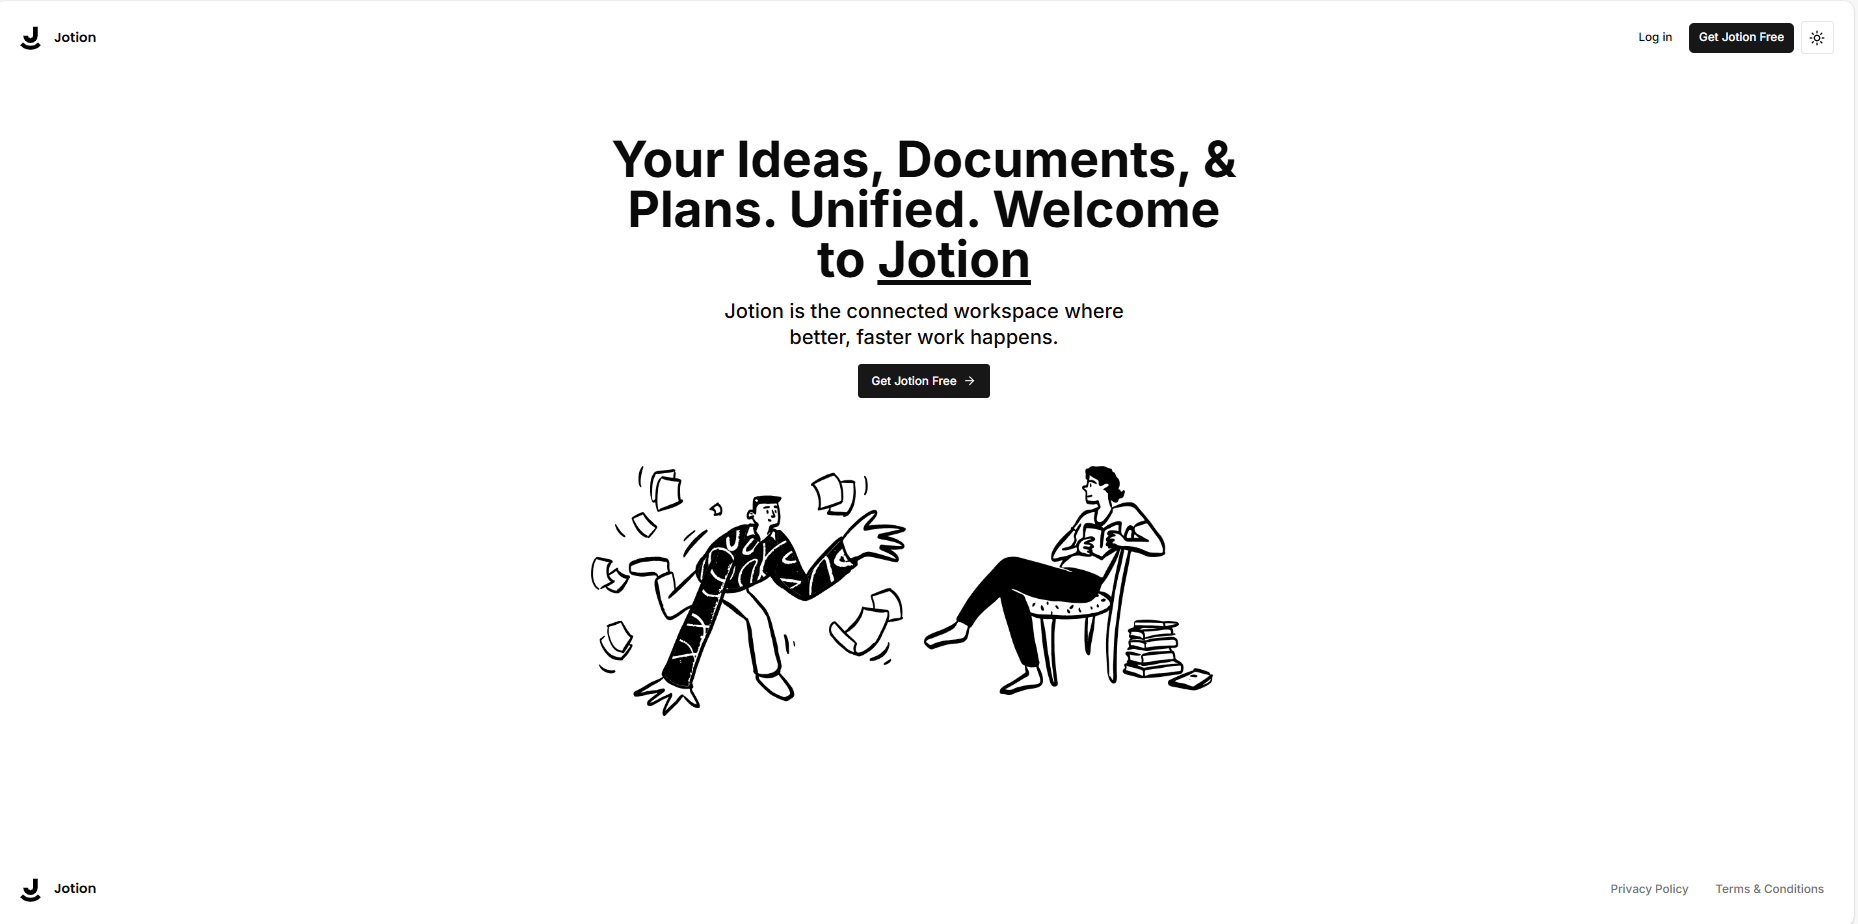 Jotion
Log in
Get Jotion Free
Your Ideas, Documents, &
Plans. Unified. Welcome
to Jotion
Jotion is the connected workspace where
better, faster work happens.
Get Jotion Free
Jotion
Privacy Policy
Terms & Conditions